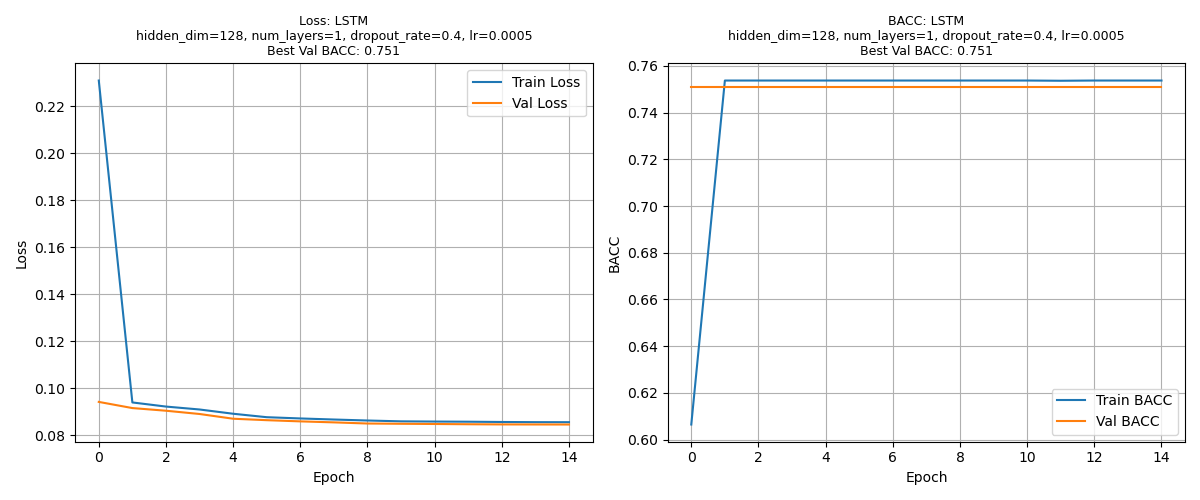 Loss: LSTM
hidden_dim=128, num_layers=1, dropout_rate=0.4, lr=0.0005
Best Val BACC: 0.751
Train Loss
Val Loss
0.22
0.20
0.18
0.16
0.14
0.12
0.10
0.08
Loss
0 2 4 6 8 10 12 14
Epoch
BACC: LSTM
hidden_dim=128, num_layers=1, dropout_rate=0.4, lr=0.0005
Best Val BACC: 0.751
0.76
0.74
0.72
0.70
0.68
0.66
0.64
0.62
0.60
BACC
Train BACC
Val BACC
0 2 4 6 8 10 12 14
Epoch